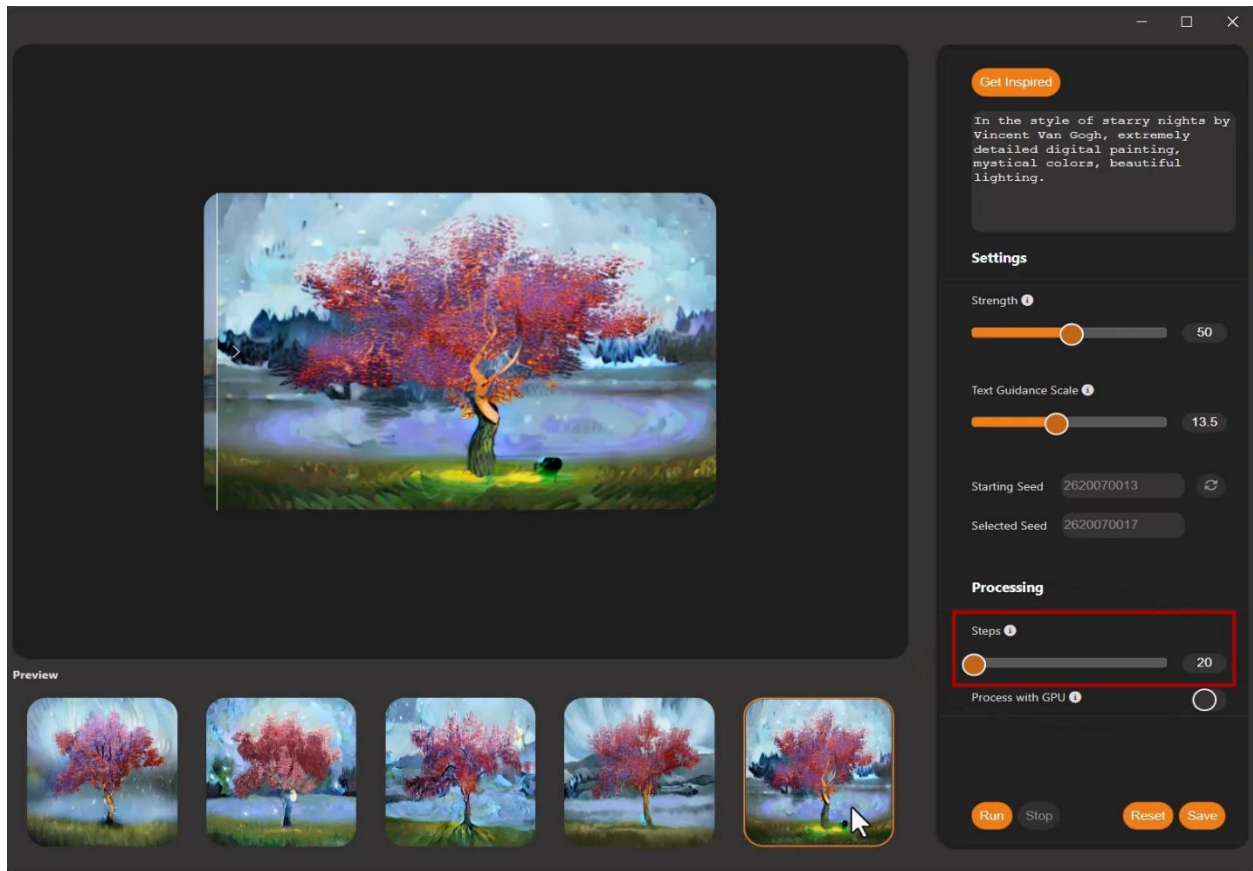 Get Inspired
In the style of starry nights by
Vincent Van Gogh, extremely
detailed digital painting,
mystical colors, beautiful
lighting.
Settings
Strength
50
Text Guidance Scale
13.5
Starting Seed 2620070013
Selected Seed 2620070017
Processing
Steps
20
Process with GPU
Preview
Run Stop Reset Save